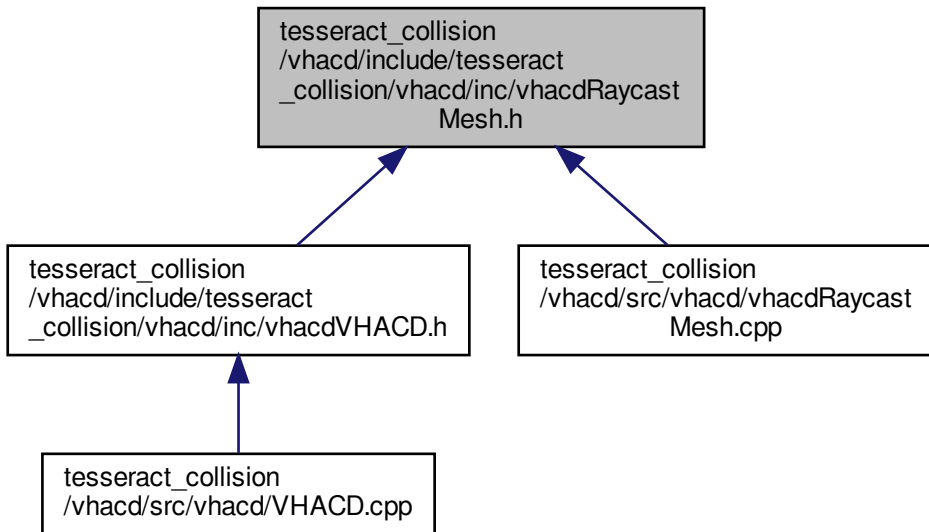 tesseract_collision
/vhacd/include/tesseract
_collision/vhacd/inc/vhacdRaycast
Mesh.h
tesseract_collision
/vhacd/include/tesseract
_collision/vhacd/inc/vhacdVHACD.h
tesseract_collision
/vhacd/src/vhacd/vhacdRaycast
Mesh.cpp
tesseract_collision
/vhacd/src/vhacd/VHACD.cpp